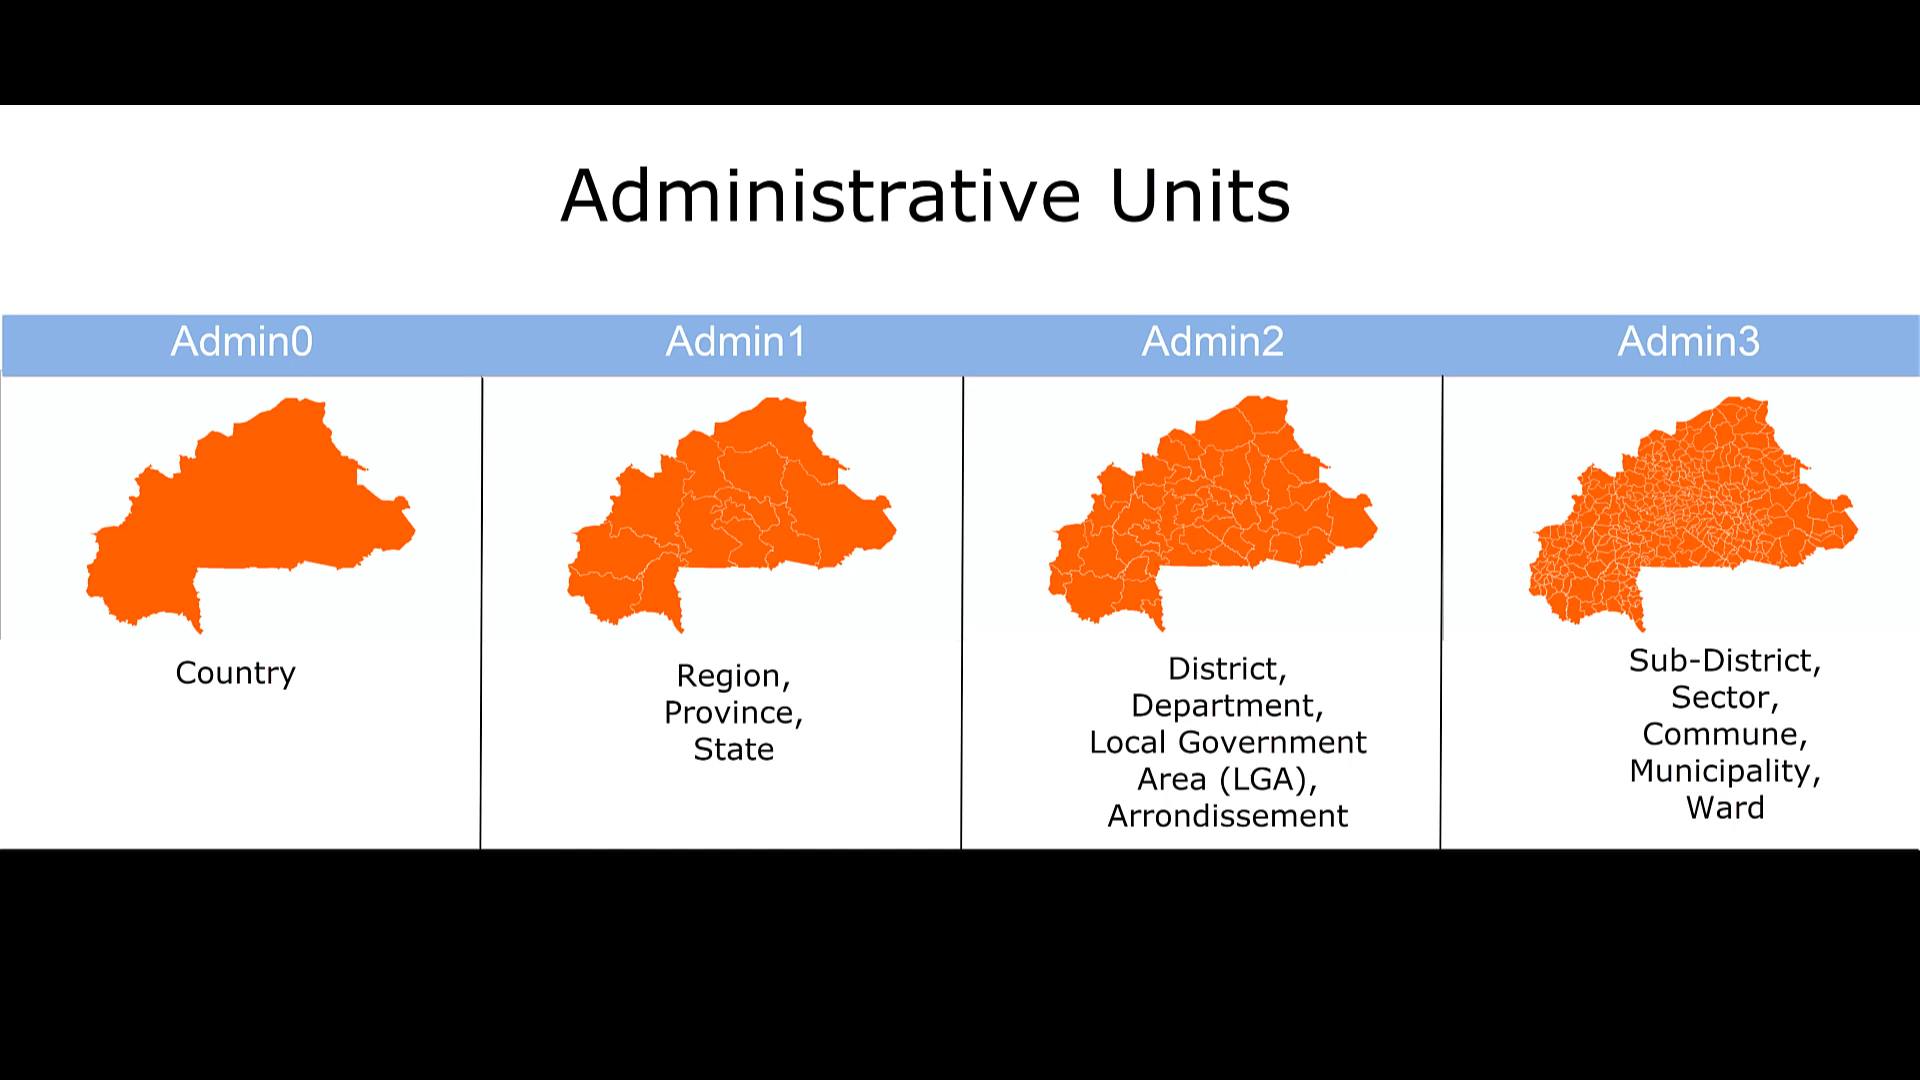 Administrative Units
Admin0
Admin1
Admin2
Admin3
Country
Region,
Province,
State
District,
Department,
Local Government
Area (LGA),
Arrondissement
Sub-District,
Sector,
Commune,
Municipality,
Ward